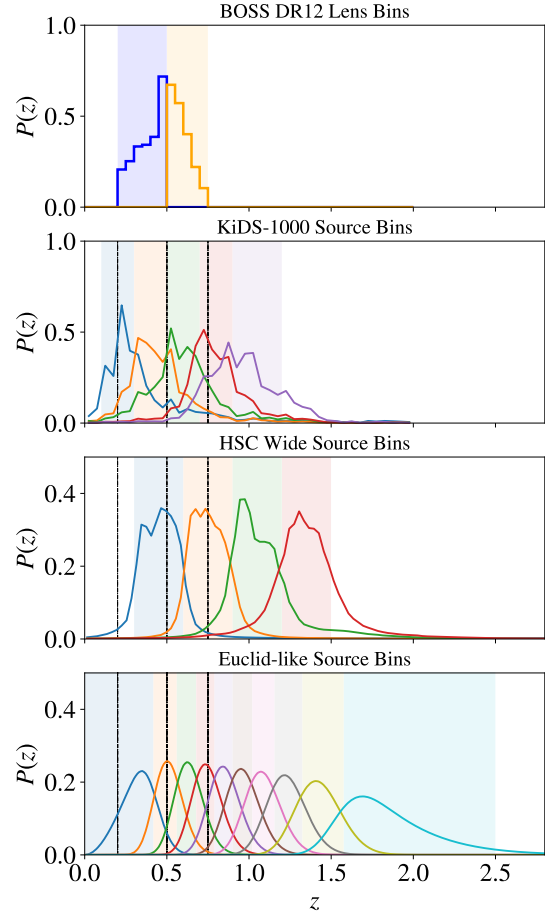 BOSS DR12 Lens Bins
1.0
0.5
0.0
P(z)
KiDS-1000 Source Bins
1.0
0.5
0.0
P(z)
HSC Wide Source Bins
0.4
0.2
0.0
P(z)
Euclid-like Source Bins
0.4
0.2
0.0
P(z)
0.0 0.5 1.0 1.5 2.0 2.5
z